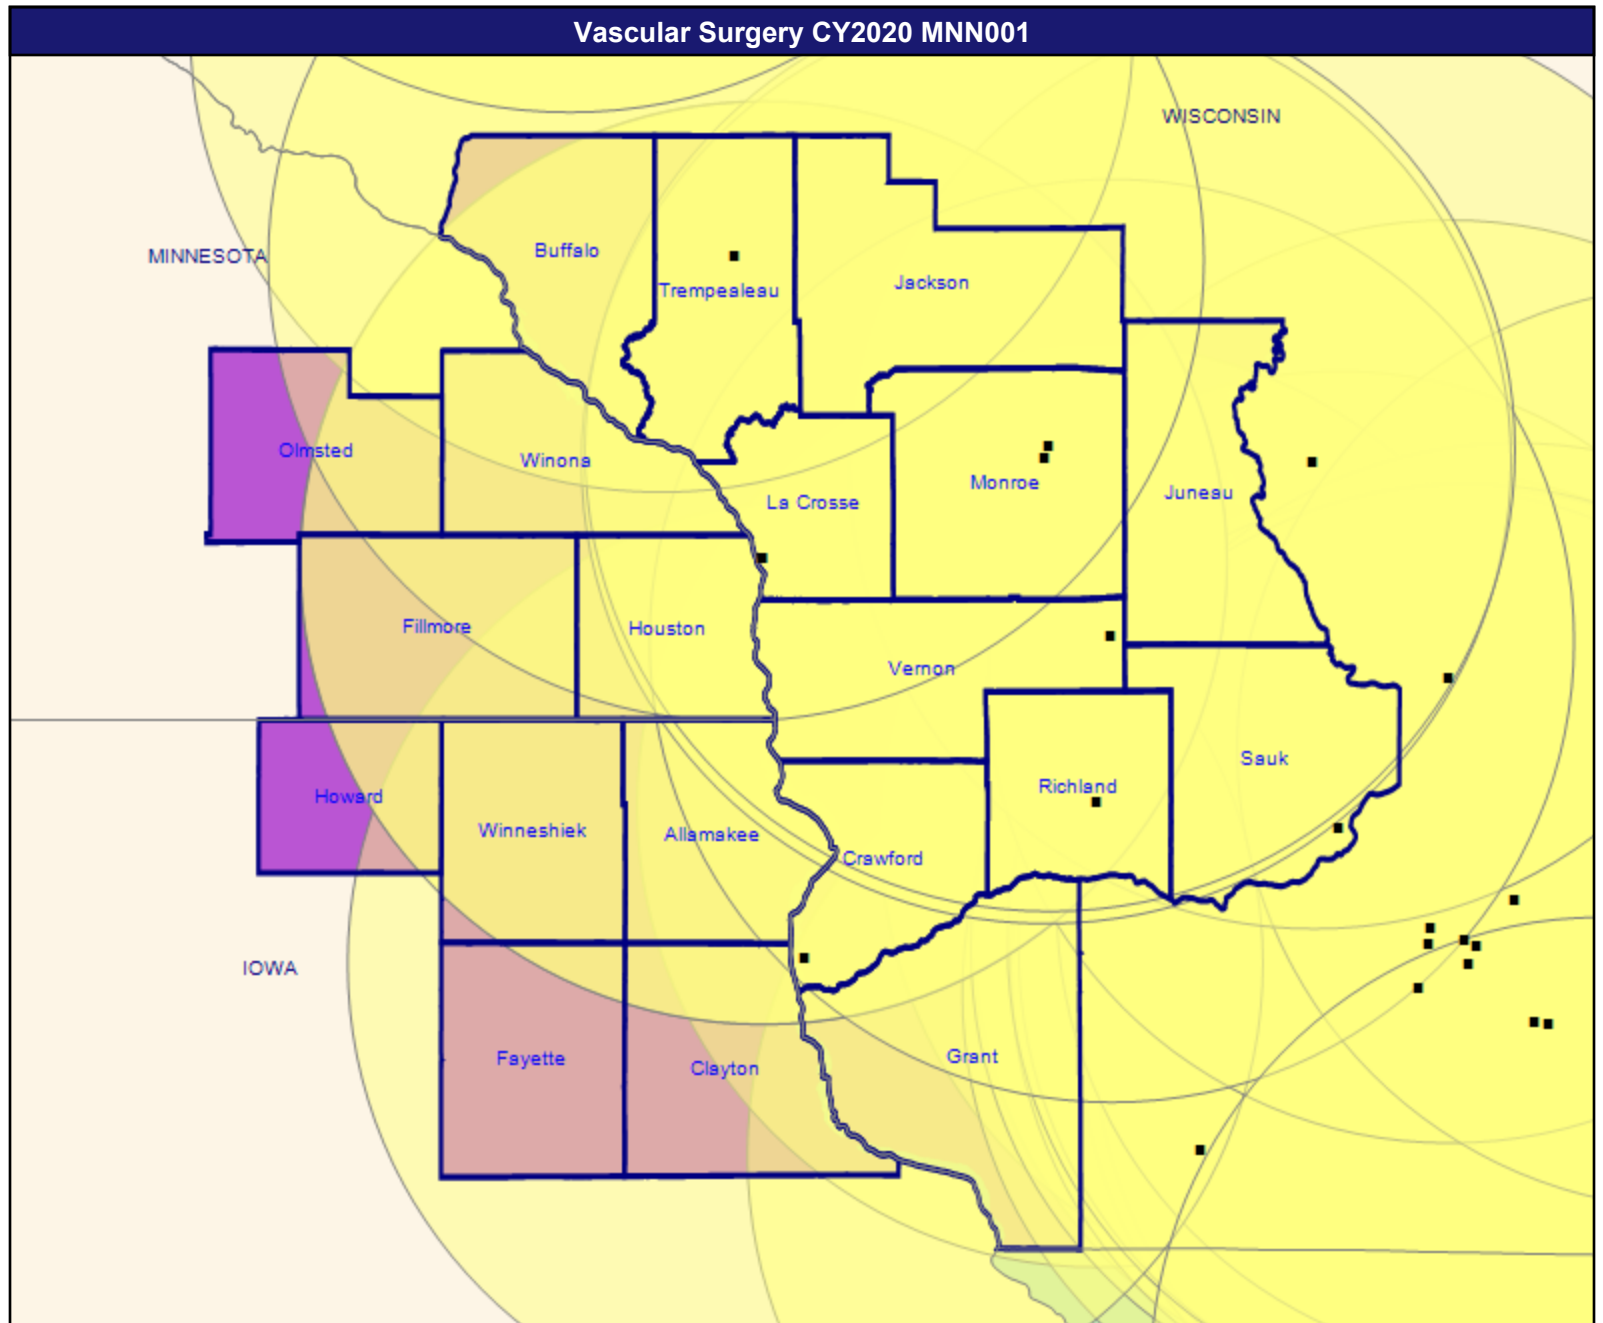 Vascular Surgery CY2020 MNN001
WISCONSIN
MINNESOTA
Buffalo
Trempealeau
Jackson
Olmsted
Winona
La Crosse
Monroe
Juneau
Fillmore
Houston
Vernon
Sauk
Richland
Howard
Winneshiek
Allamakee
Crawford
IOWA
Fayette
Clayton
Grant